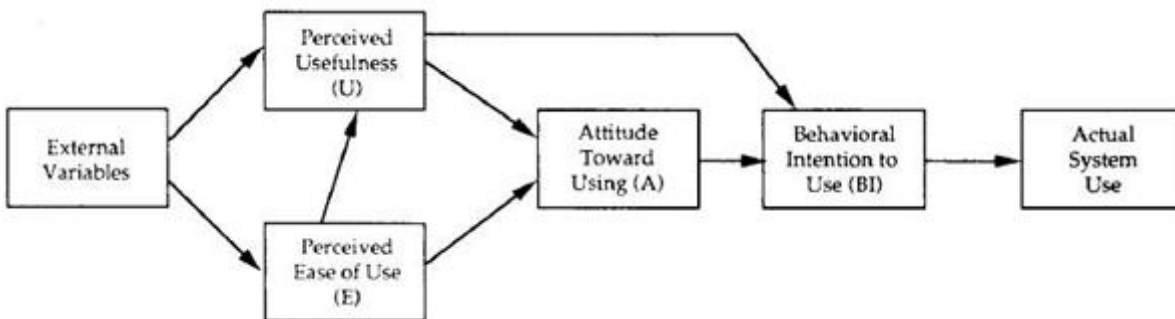 Perceived
Usefulness
(U)
External
Variables
Perceived
Ease of Use
(E)
Attitude
Toward
Using (A)
Behavioral
Intention to
Use (BI)
Actual
System
Use